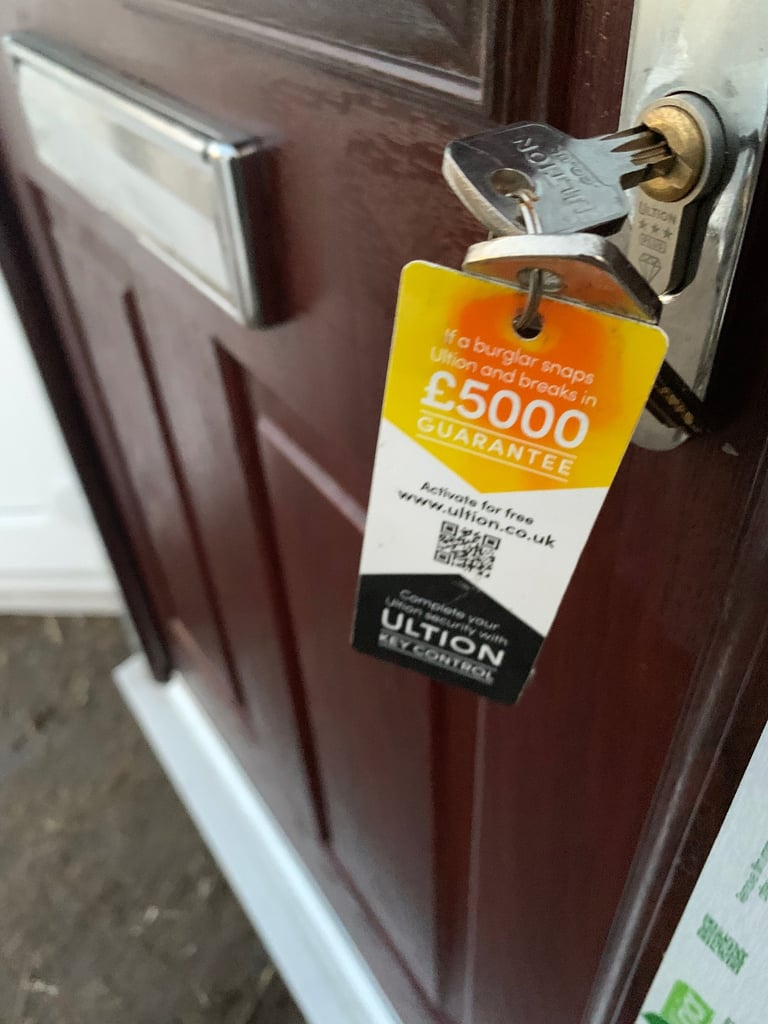 ULTION
ULTION
PLUS
If a burglar snaps
Ultion and breaks in
£5000
GUARANTEE
Activate for free
www.ultion.co.uk
Complete your
Ultion security with
ULTION
KEY CONTROL